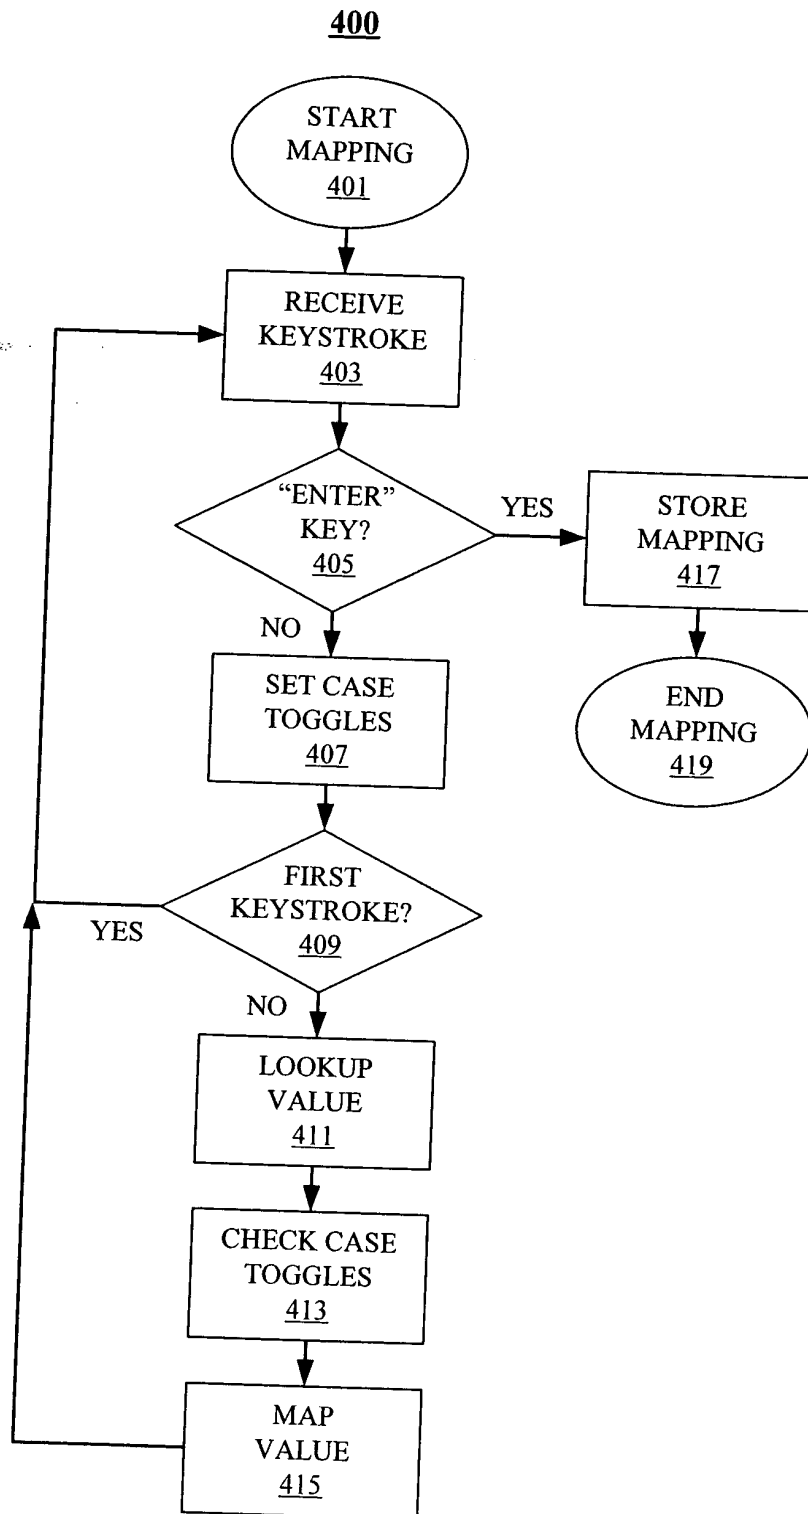 400
START
MAPPING
401
RECEIVE
KEYSTROKE
403
“ENTER”
KEY?
405
YES
STORE
MAPPING
417
NO
SET CASE
TOGGLES
407
END
MAPPING
419
FIRST
KEYSTROKE?
409
YES
NO
LOOKUP
VALUE
411
CHECK CASE
TOGGLES
413
MAP
VALUE
415